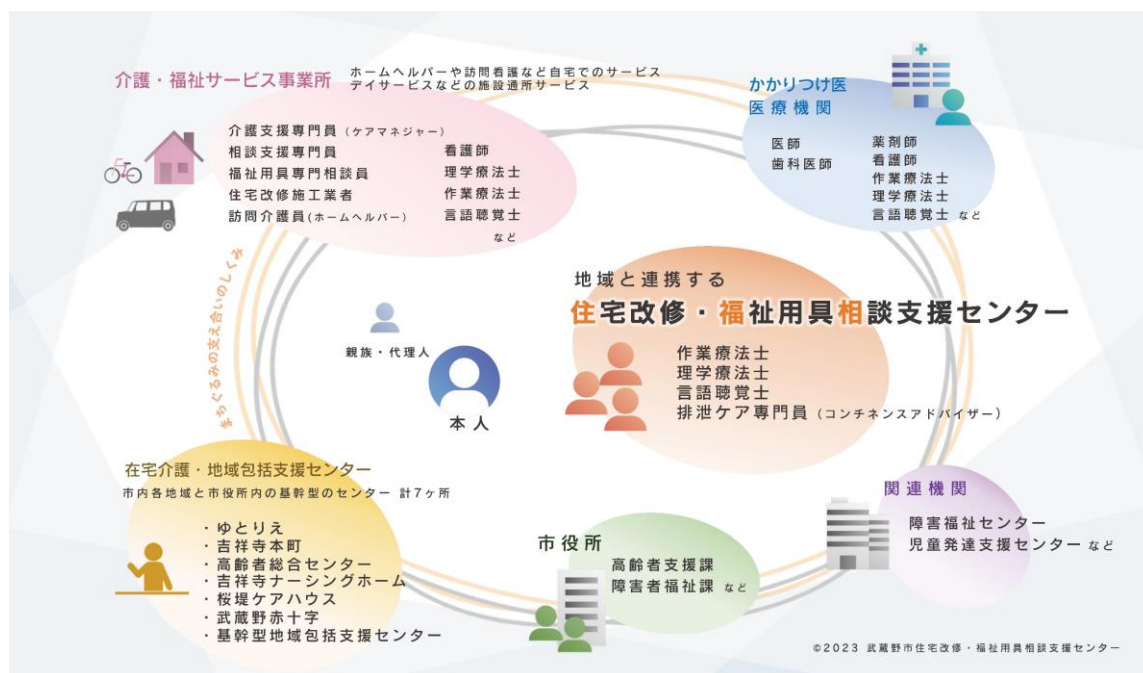 介護・福祉サービス事業所
ホームヘルパーや訪問看護など自宅でのサービス
デイサービスなどの施設通所サービス
介護支援専門員（ケアマネジャー）
相談支援専門員
福祉用具専門相談員
住宅改修施工業者
訪問介護員（ホームヘルパー）
看護師
理学療法士
作業療法士
言語聴覚士
など
かかりつけ医
医療機関
医師
歯科医師
薬剤師
看護師
作業療法士
理学療法士
言語聴覚士 など
まちぐるみの支え合いのしくみ
地域と連携する
住宅改修・福祉用具相談支援センター
作業療法士
理学療法士
言語聴覚士
排泄ケア専門員（コンチネンスアドバイザー）
親族・代理人
本人
在宅介護・地域包括支援センター
市内各地域と市役所内の基幹型のセンター 計7ヶ所
・ゆとりえ
・吉祥寺本町
・高齢者総合センター
・吉祥寺ナーシングホーム
・桜堤ケアハウス
・武蔵野赤十字
・基幹型地域包括支援センター
市役所
高齢者支援課
障害者福祉課 など
関連機関
障害福祉センター
児童発達支援センター など
©2023 武蔵野市住宅改修・福祉用具相談支援センター